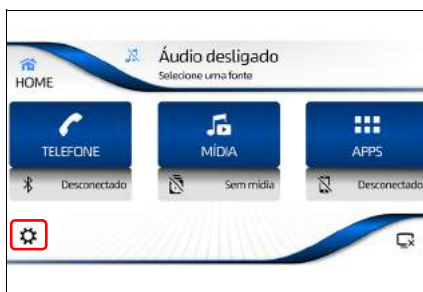 Áudio desligado
Selecione uma fonte
HOME
TELEFONE
MÍDIA
APPS
Desconectado
Sem mídia
Desconectado